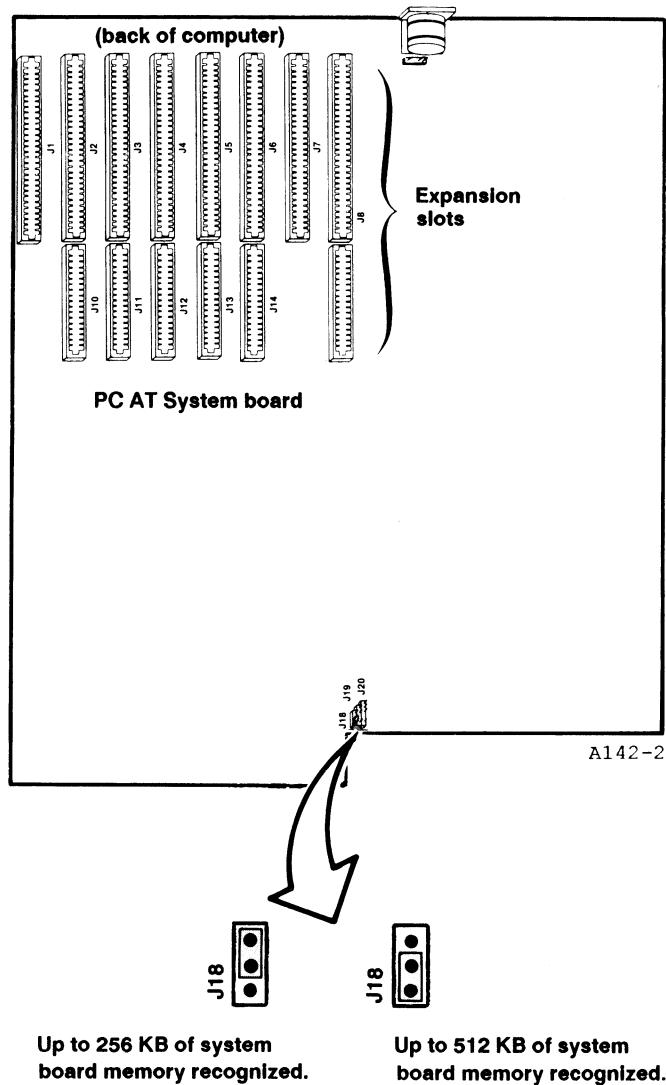 (back of computer)
J1
J2
J3
J4
J5
J6
J7
J8
Expansion
slots
J10
J11
J12
J13
J14
PC AT System board
J18
J19
J20
A142-2
J18
J18
Up to 256 KB of system
board memory recognized.
Up to 512 KB of system
board memory recognized.